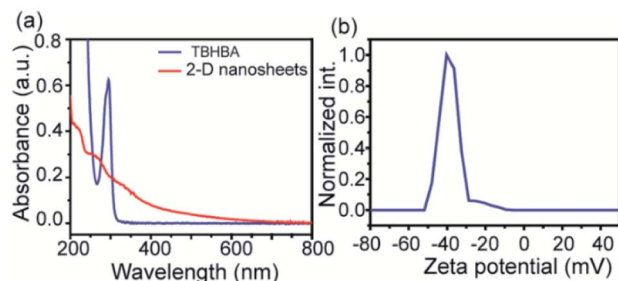 (a)
0.8
0.6
0.4
0.2
0.0
Absorbance (a.u.)
TBHBA
2-D nanosheets
200
400
600
800
Wavelength (nm)
(b)
1.0
0.8
0.6
0.4
0.2
0.0
Normalized int.
-80 -60 -40 -20 0 20 40
Zeta potential (mV)